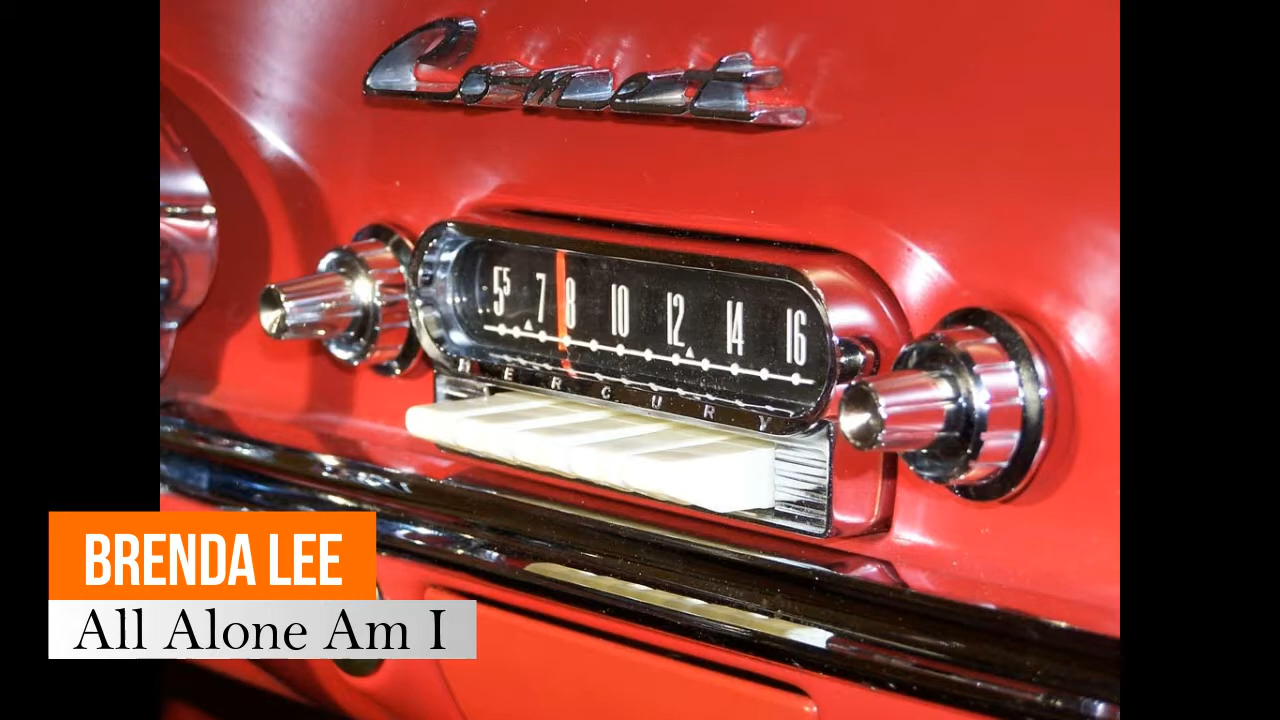 Comet
5⁵ 7 8 10 12 14 16
MERCURY
BRENDA LEE
All Alone Am I